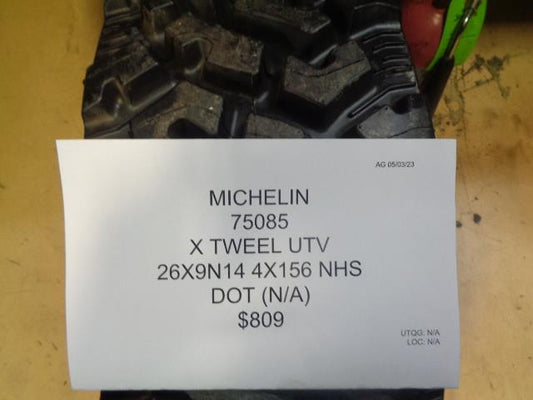 AG 05/03/23
MICHELIN
75085
X TWEEL UTV
26X9N14 4X156 NHS
DOT (N/A)
$809
UTQG: N/A
LOC: N/A